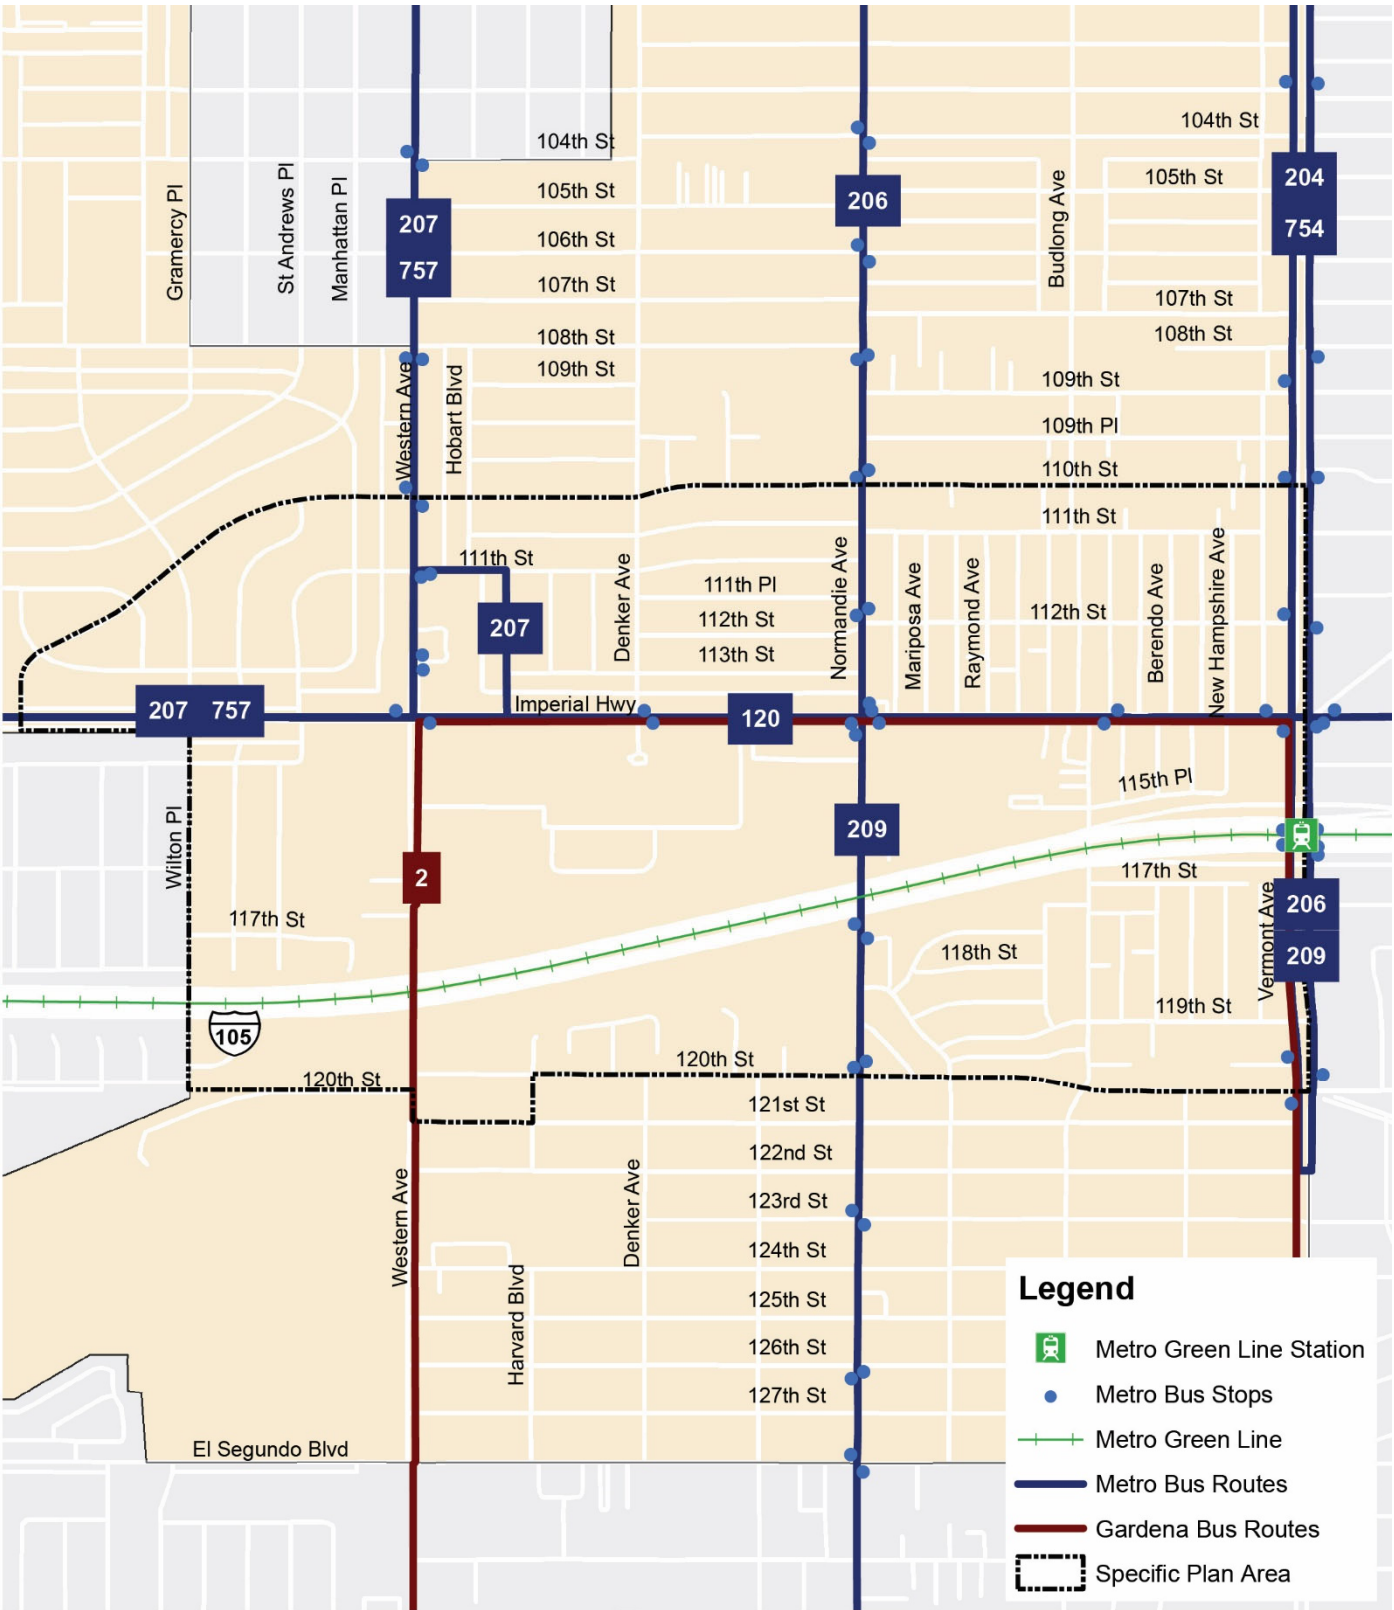 104th St
104th St
105th St
105th St
Gramercy Pl
St Andrews Pl
Manhattan Pl
207
757
206
Budlong Ave
204
754
106th St
107th St
107th St
108th St
108th St
109th St
109th St
Western Ave
Hobart Blvd
109th Pl
110th St
111th St
111th St
Denker Ave
111th Pl
112th St
113th St
Normandie Ave
Mariposa Ave
Raymond Ave
112th St
Berendo Ave
New Hampshire Ave
207
207 757
Imperial Hwy
120
115th Pl
Wilton Pl
209
2
117th St
117th St
118th St
Vermont Ave
206
209
119th St
105
120th St
120th St
121st St
122nd St
123rd St
124th St
125th St
126th St
127th St
Western Ave
Harvard Blvd
Denker Ave
El Segundo Blvd
Legend
Metro Green Line Station
Metro Bus Stops
Metro Green Line
Metro Bus Routes
Gardena Bus Routes
Specific Plan Area